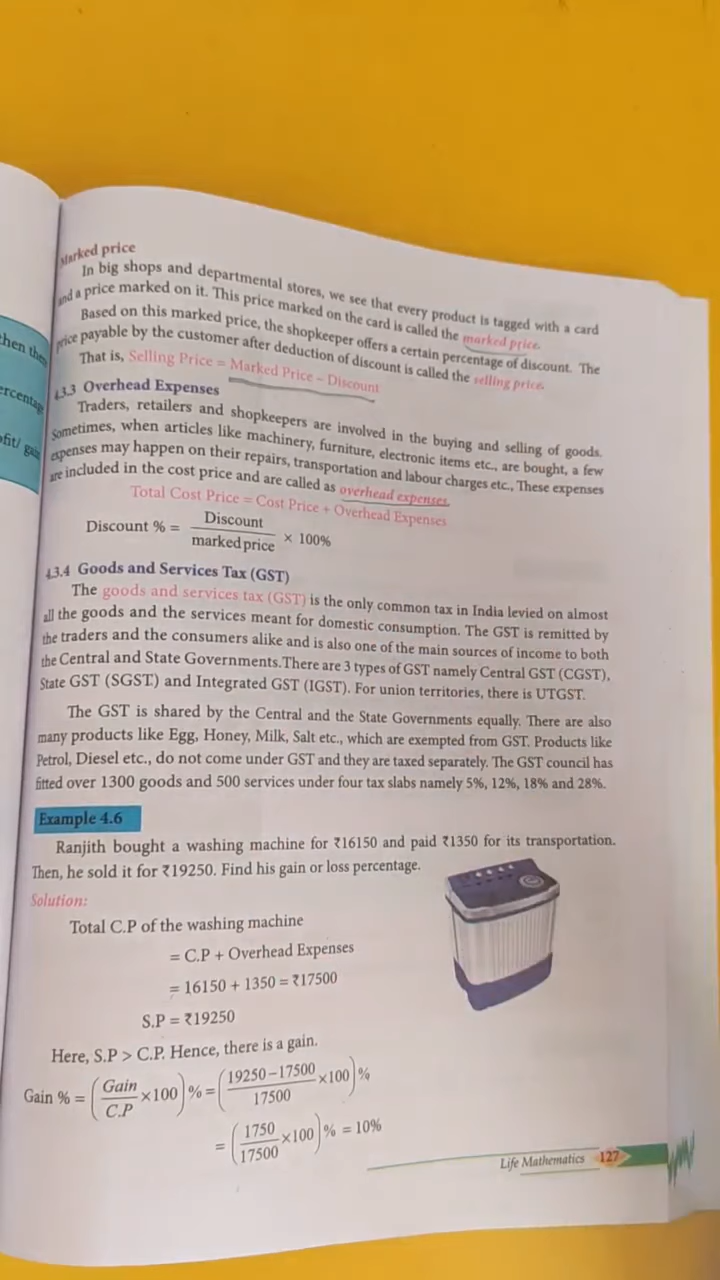 Marked price
In big shops and departmental stores, we see that every product is tagged with a card
and a price marked on it. This price marked on the card is called the marked price.
Based on this marked price, the shopkeeper offers a certain percentage of discount. The
price payable by the customer after deduction of discount is called the selling price.
That is, Selling Price = Marked Price – Discount
4.3.3 Overhead Expenses
Traders, retailers and shopkeepers are involved in the buying and selling of goods.
Sometimes, when articles like machinery, furniture, electronic items etc., are bought, a few
expenses may happen on their repairs, transportation and labour charges etc., These expenses
are included in the cost price and are called as overhead expenses.
Total Cost Price = Cost Price + Overhead Expenses
Discount % = Discount / marked price × 100%
4.3.4 Goods and Services Tax (GST)
The goods and services tax (GST) is the only common tax in India levied on almost
all the goods and the services meant for domestic consumption. The GST is remitted by
the traders and the consumers alike and is also one of the main sources of income to both
the Central and State Governments.There are 3 types of GST namely Central GST (CGST),
State GST (SGST) and Integrated GST (IGST). For union territories, there is UTGST.
The GST is shared by the Central and the State Governments equally. There are also
many products like Egg, Honey, Milk, Salt etc., which are exempted from GST. Products like
Petrol, Diesel etc., do not come under GST and they are taxed separately. The GST council has
fitted over 1300 goods and 500 services under four tax slabs namely 5%, 12%, 18% and 28%.
Example 4.6
Ranjith bought a washing machine for ₹16150 and paid ₹1350 for its transportation.
Then, he sold it for ₹19250. Find his gain or loss percentage.
Solution:
Total C.P of the washing machine
= C.P + Overhead Expenses
= 16150 + 1350 = ₹17500
S.P = ₹19250
Here, S.P > C.P. Hence, there is a gain.
Gain % = (Gain / C.P × 100) % = (19250 – 17500 / 17500 × 100) %
= (1750 / 17500 × 100) % = 10%
Life Mathematics 127